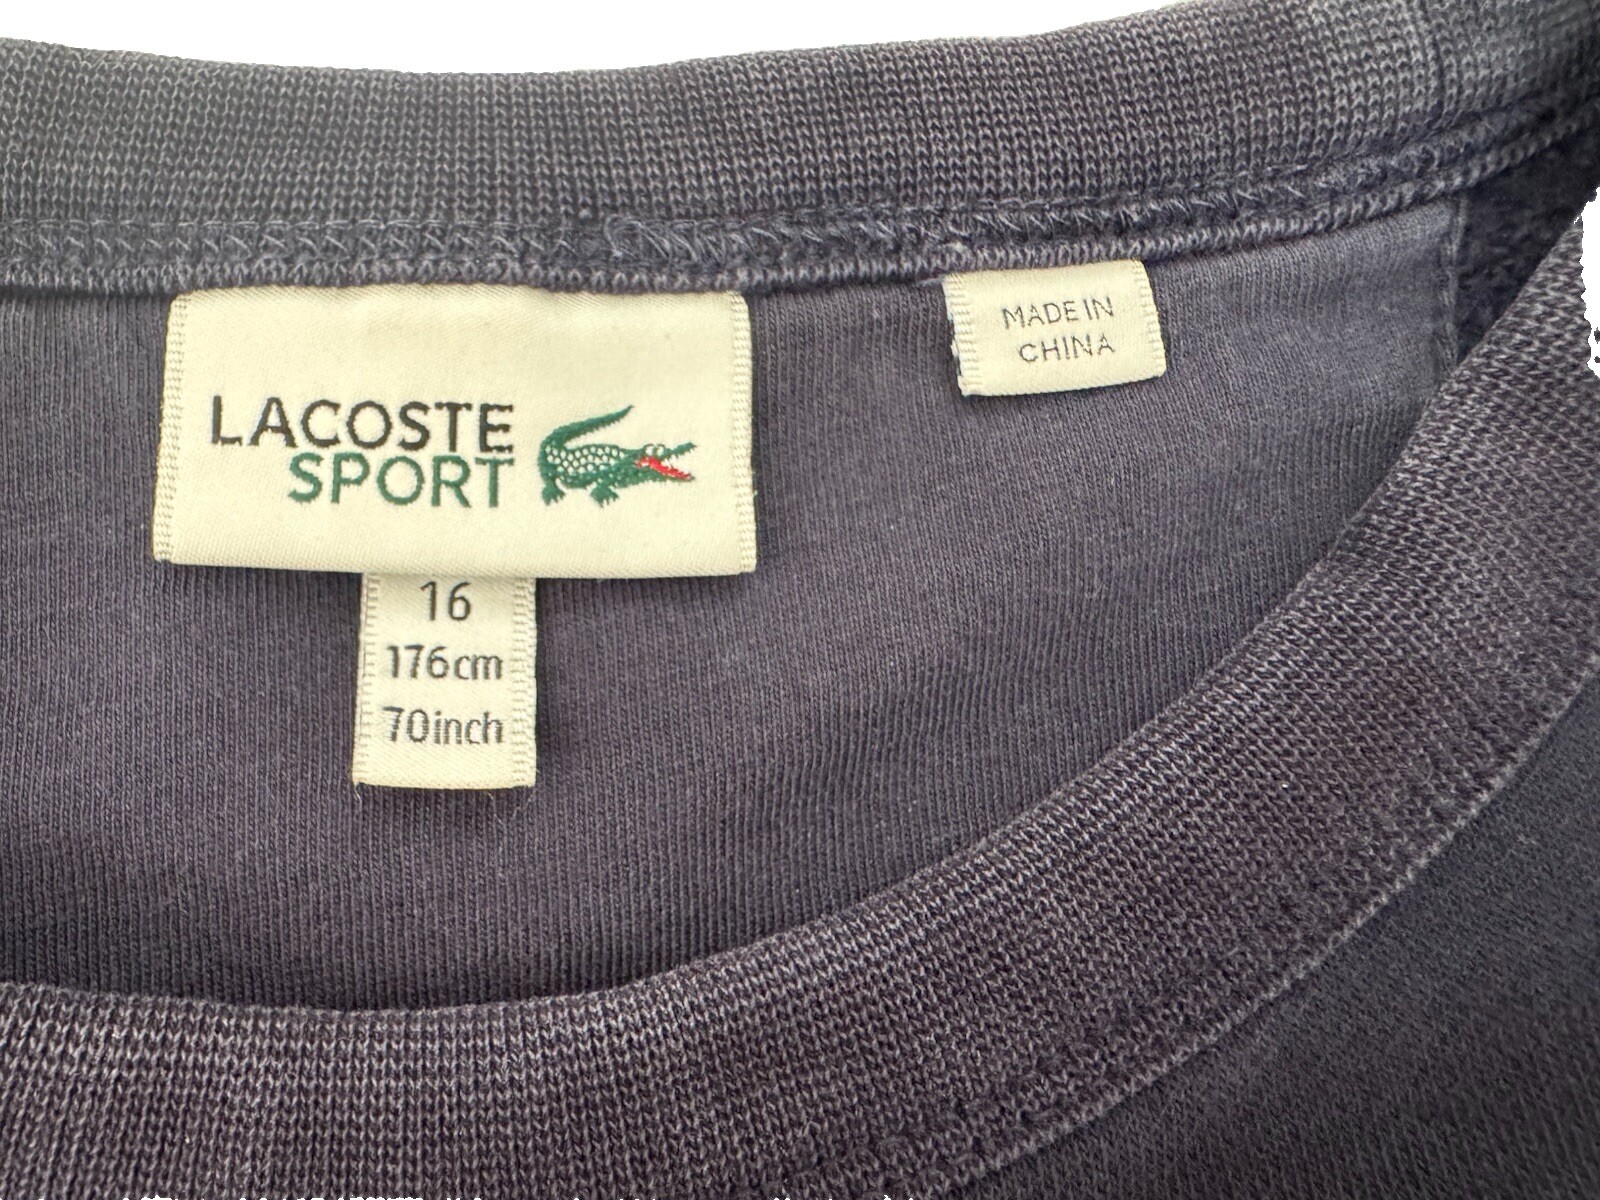 LACOSTE
SPORT
16
176cm
70inch
MADE IN
CHINA